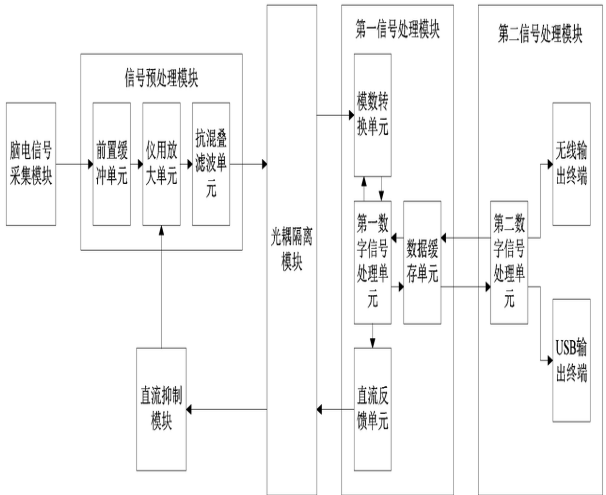 第一信号处理模块
第二信号处理模块
信号预处理模块
脑电信号
采集模块
前置缓
冲单元
仪用放
大单元
抗混叠
滤波单
元
光耦隔离
模块
模数转
换单元
第一数
字信号
处理单
元
数据缓
存单元
直流反
馈单元
第二数
字信号
处理单
元
无线输
出终端
USB输
出终端
直流抑制
模块